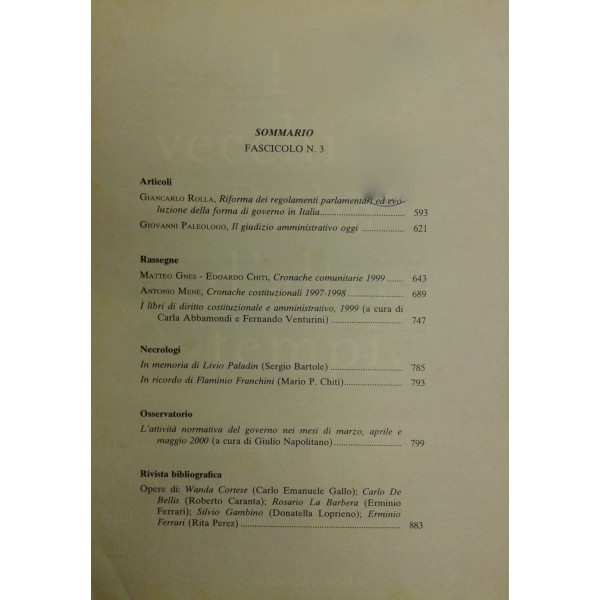 SOMMARIO
FASCICOLO N. 3
Articoli
GIANCARLO ROLLA, Riforma dei regolamenti parlamentari ed evo-
luzione della forma di governo in Italia........................ 593
GIOVANNI PALEOLOGO, Il giudizio amministrativo oggi .................. 621
Rassegne
MATTEO GNES - EDOARDO CHITI, Cronache comunitarie 1999 ...... 643
ANTONIO MENÈ, Cronache costituzionali 1997-1998.................... 689
I libri di diritto costituzionale e amministrativo, 1999 (a cura di
Carla Abbamondi e Fernando Venturini)........................ 747
Necrologi
In memoria di Livio Paladin (Sergio Bartole)........................ 785
In ricordo di Flaminio Franchini (Mario P. Chiti)..................... 793
Osservatorio
L'attività normativa del governo nei mesi di marzo, aprile e
maggio 2000 (a cura di Giulio Napolitano)........................ 799
Rivista bibliografica
Opere di: Wanda Cortese (Carlo Emanuele Gallo); Carlo De
Bellis (Roberto Caranta); Rosario La Barbera (Erminio
Ferrari); Silvio Gambino (Donatella Loprieno); Erminio
Ferrari (Rita Perez)........................................ 883